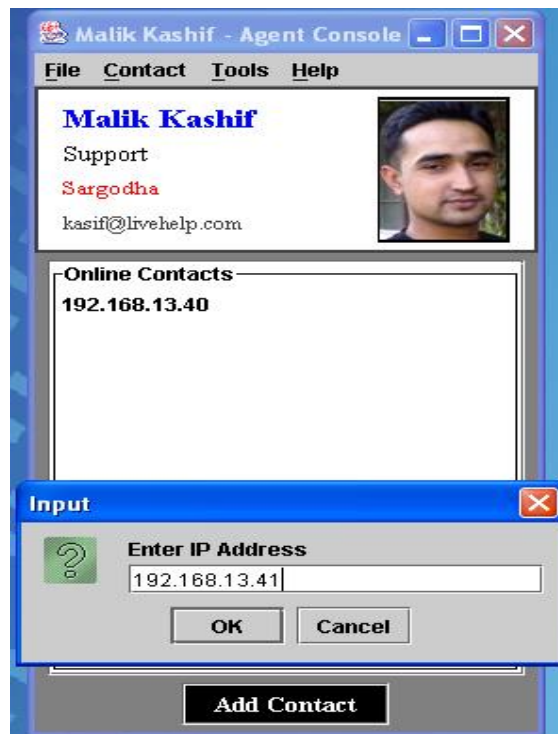 Malik Kashif - Agent Console
File Contact Tools Help
Malik Kashif
Support
Sargodha
kasif@livehelp.com
Online Contacts
192.168.13.40
Input
Enter IP Address
192.168.13.41
OK Cancel
Add Contact